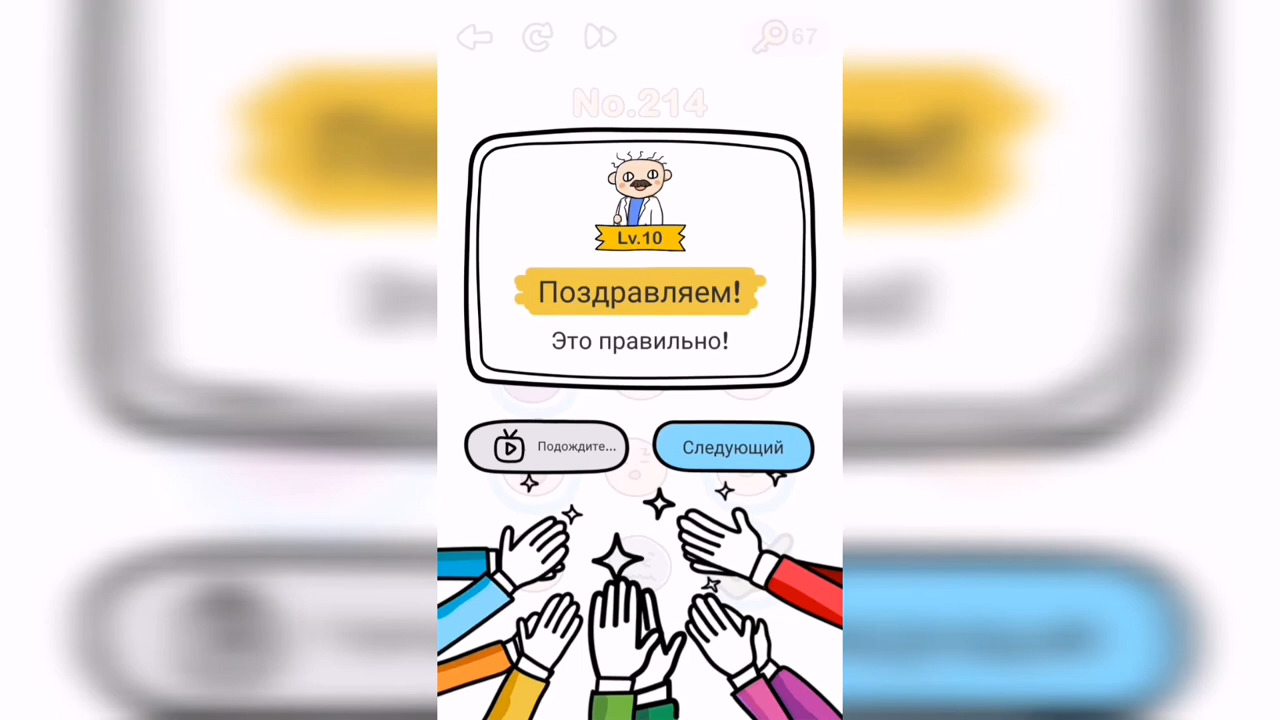 67
No.214
Lv.10
Поздравляем!
Это правильно!
Подождите...
Следующий